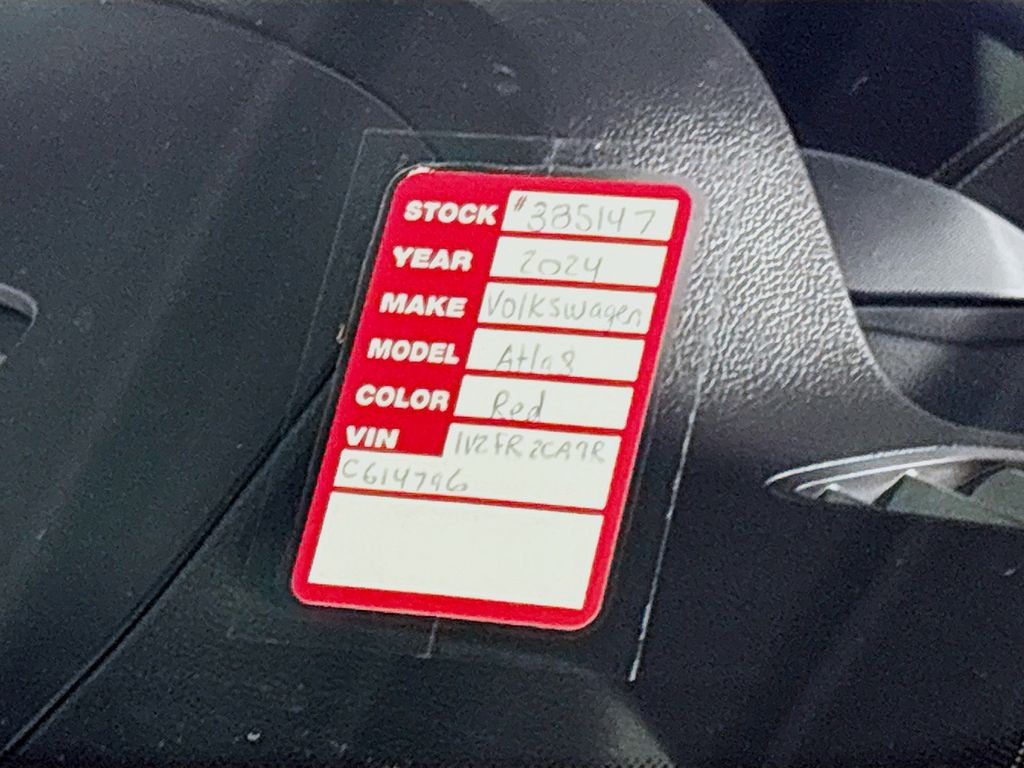 STOCK #385147
YEAR 2024
MAKE Volkswagen
MODEL Atlas
COLOR Red
VIN 1V2FR2CA7R
C614796